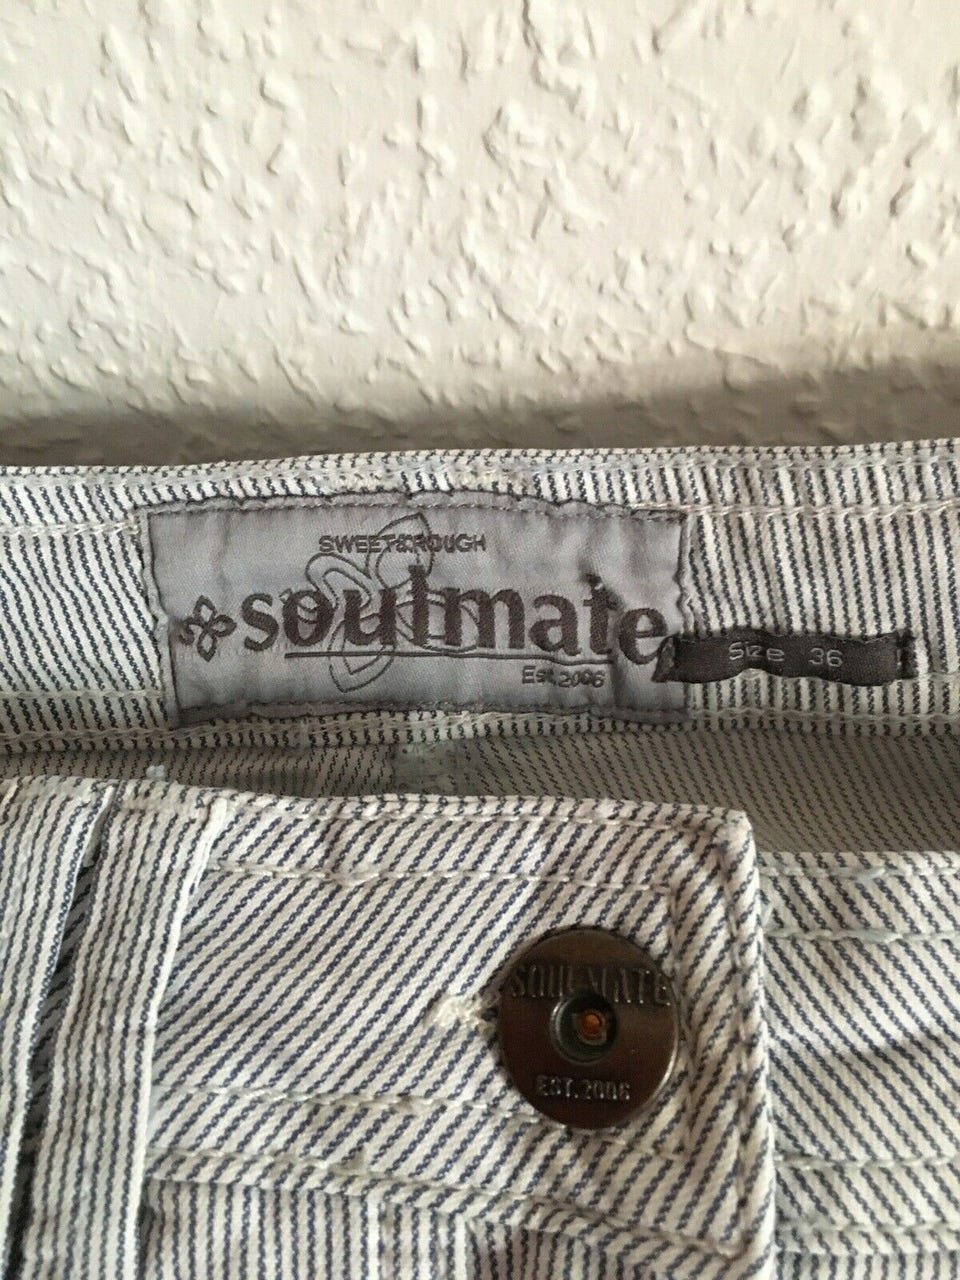 SWEET&ROUGH
soulmate
Est.2006
Size 36
SOULMATE
EST.2006